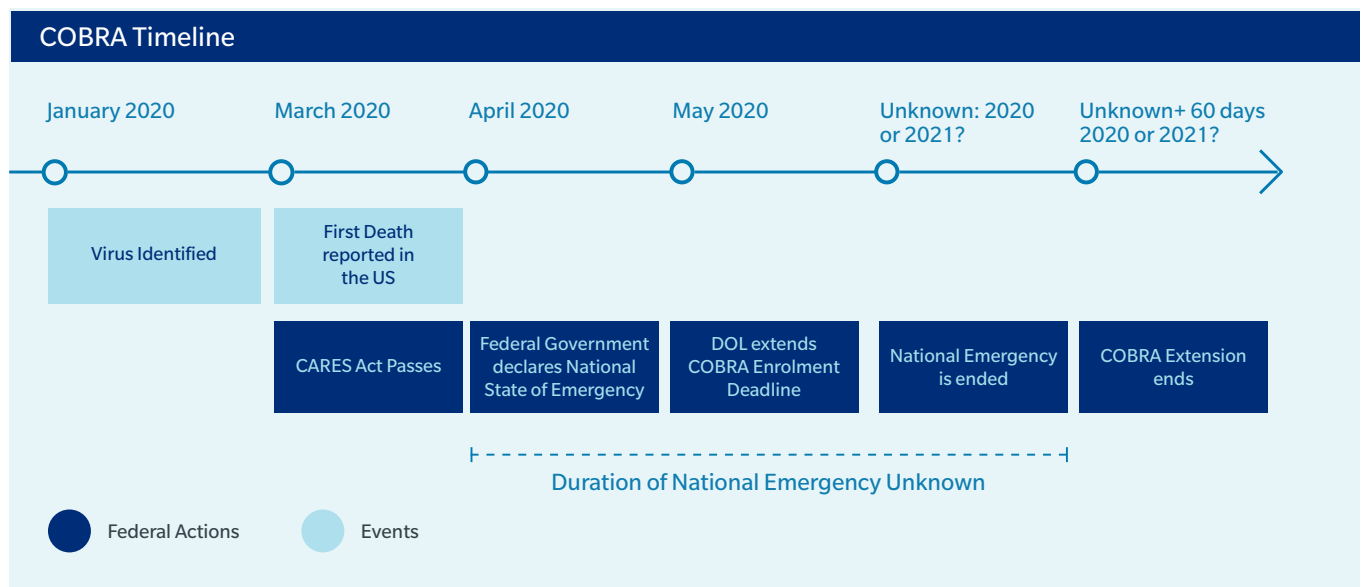 COBRA Timeline
January 2020
March 2020
April 2020
May 2020
Unknown: 2020
or 2021?
Unknown+ 60 days
2020 or 2021?
Virus Identified
First Death
reported in
the US
CARES Act Passes
Federal Government
declares National
State of Emergency
DOL extends
COBRA Enrolment
Deadline
National Emergency
is ended
COBRA Extension
ends
Duration of National Emergency Unknown
Federal Actions
Events